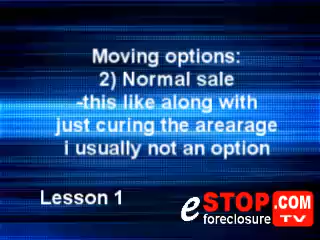 Moving options:
2) Normal sale
-this like along with
just curing the arearage
i usually not an option
Lesson 1
eSTOP.COM
foreclosure TV